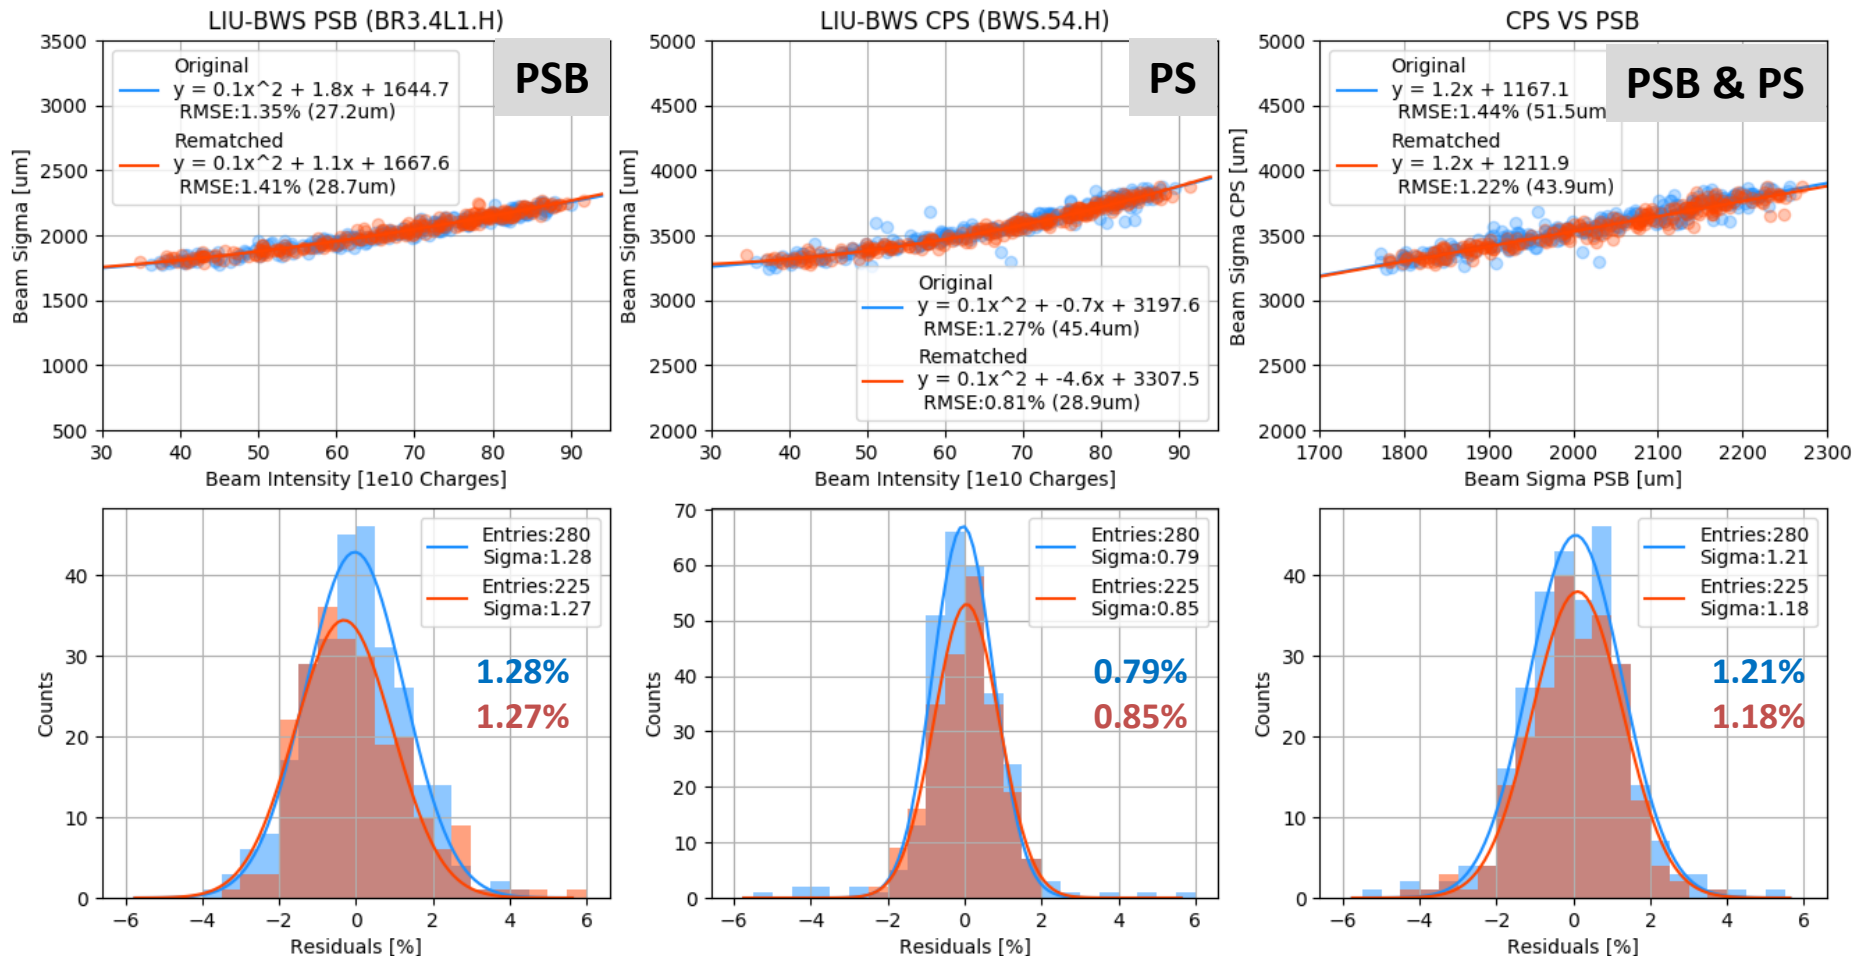 LIU-BWS PSB (BR3.4L1.H)
PSB
Original
y = 0.1x^2 + 1.8x + 1644.7
RMSE:1.35% (27.2um)
Rematched
y = 0.1x^2 + 1.1x + 1667.6
RMSE:1.41% (28.7um)
3500
3000
2500
2000
1500
1000
500
Beam Sigma [um]
30 40 50 60 70 80 90
Beam Intensity [1e10 Charges]
LIU-BWS CPS (BWS.54.H)
PS
5000
4500
4000
3500
3000
2500
2000
Beam Sigma [um]
Original
y = 0.1x^2 + -0.7x + 3197.6
RMSE:1.27% (45.4um)
Rematched
y = 0.1x^2 + -4.6x + 3307.5
RMSE:0.81% (28.9um)
30 40 50 60 70 80 90
Beam Intensity [1e10 Charges]
CPS VS PSB
PSB & PS
Original
y = 1.2x + 1167.1
RMSE:1.44% (51.5um
Rematched
y = 1.2x + 1211.9
RMSE:1.22% (43.9um)
5000
4500
4000
3500
3000
2500
2000
Beam Sigma CPS [um]
1700 1800 1900 2000 2100 2200 2300
Beam Sigma PSB [um]
Entries:280
Sigma:1.28
Entries:225
Sigma:1.27
1.28%
1.27%
40
30
20
10
0
Counts
−6 −4 −2 0 2 4 6
Residuals [%]
Entries:280
Sigma:0.79
Entries:225
Sigma:0.85
0.79%
0.85%
70
60
50
40
30
20
10
0
Counts
−6 −4 −2 0 2 4 6
Residuals [%]
Entries:280
Sigma:1.21
Entries:225
Sigma:1.18
1.21%
1.18%
40
30
20
10
0
Counts
−6 −4 −2 0 2 4 6
Residuals [%]